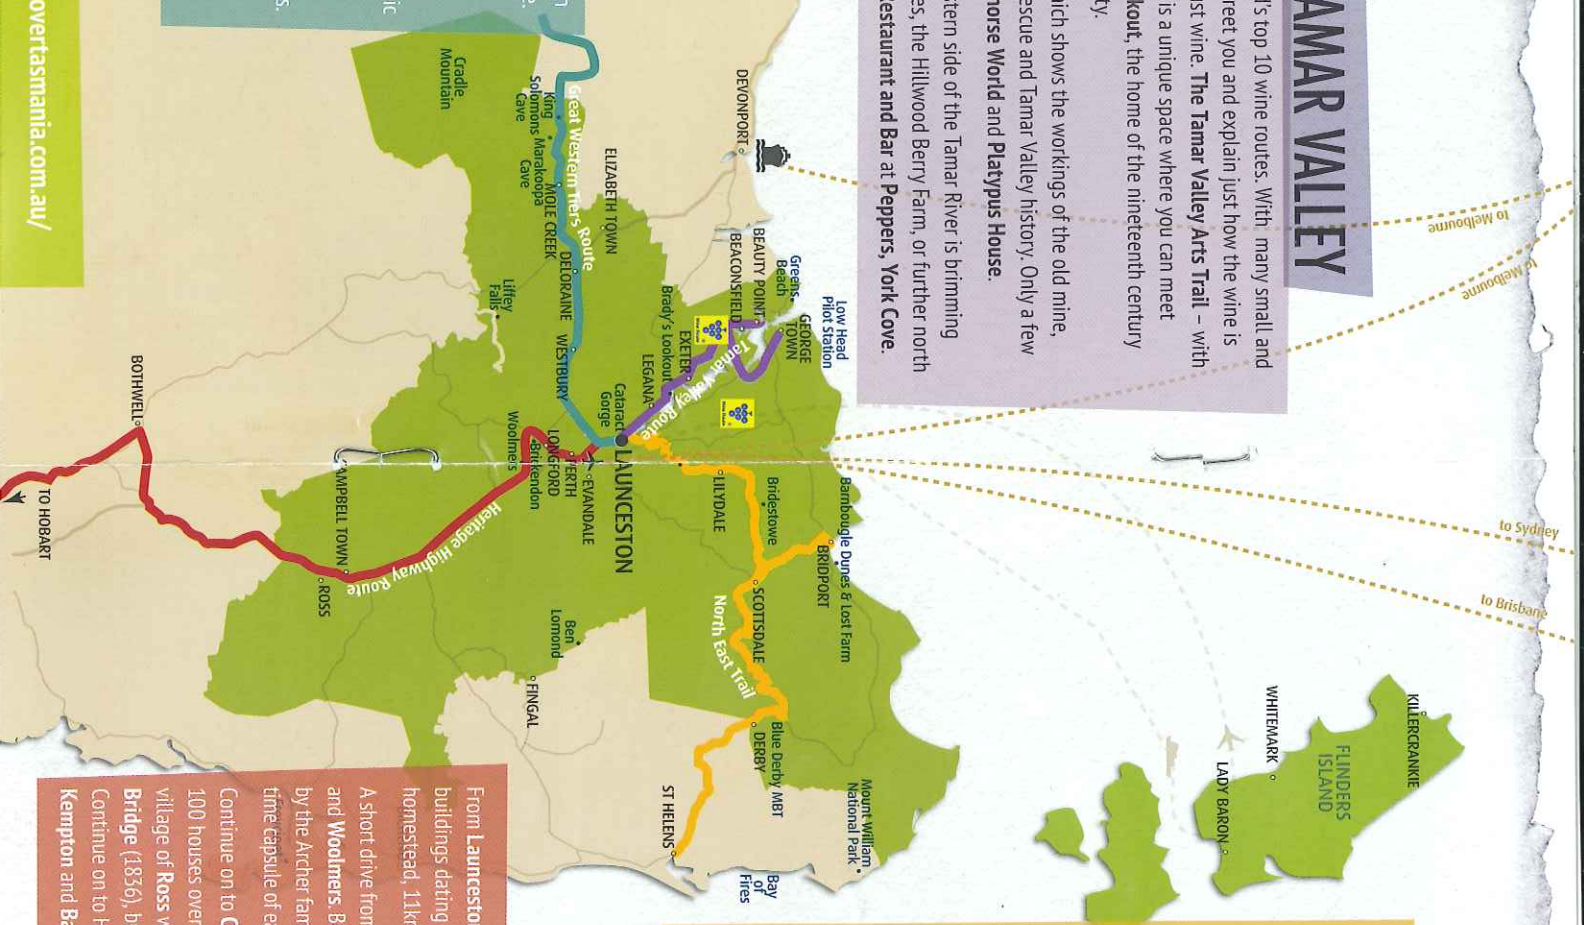 AMAR VALLEY
's top 10 wine routes. With many small and
reet you and explain just how the wine is
ust wine. The Tamar Valley Arts Trail – with
is a unique space where you can meet
kout, the home of the nineteenth century
ty.
hich shows the workings of the old mine,
escue and Tamar Valley history. Only a few
horse World and Platypus House.
stern side of the Tamar River is brimming
es, the Hillwood Berry Farm, or further north
Restaurant and Bar at Peppers, York Cove.
to Melbourne
to Melbourne
to Sydney
to Brisbane
KILLERCRANKIE
FLINDERS
ISLAND
WHITEMARK
LADY BARON
DEVONPORT
Low Head
Pilot Station
Greens
Beach
GEORGE
TOWN
BEAUTY POINT
BEACONSFIELD
EXETER
Brady's Lookout
LEGANA
Tamar Valley Route
Cataract
Gorge
LAUNCESTON
Barnbougle Dunes & Lost Farm
BRIDPORT
Bridestowe
LILYDALE
SCOTTSDALE
North East Trail
Blue Derby MBT
DERBY
Mount William
National Park
Bay
of
Fires
ST HELENS
ELIZABETH TOWN
Great Western Tiers Route
King
Solomons
Cave
Marakoopa
Cave
MOLE CREEK
DELORAINE
WESTBURY
Cradle
Mountain
Liffey
Falls
EVANDALE
PERTH
LONGFORD
Brickendon
Woolmers
Heritage Highway Route
Ben
Lomond
FINGAL
AMPBELL TOWN
ROSS
BOTHWELL
TO HOBART
ic
s.
overtasmania.com.au/
From Launcesto
buildings dating
homestead, 11km
A short drive from
and Woolmers. B
by the Archer fam
time capsule of ea
Continue on to C
100 houses over
village of Ross w
Bridge (1836), b
Continue on to H
Kempton and Ba